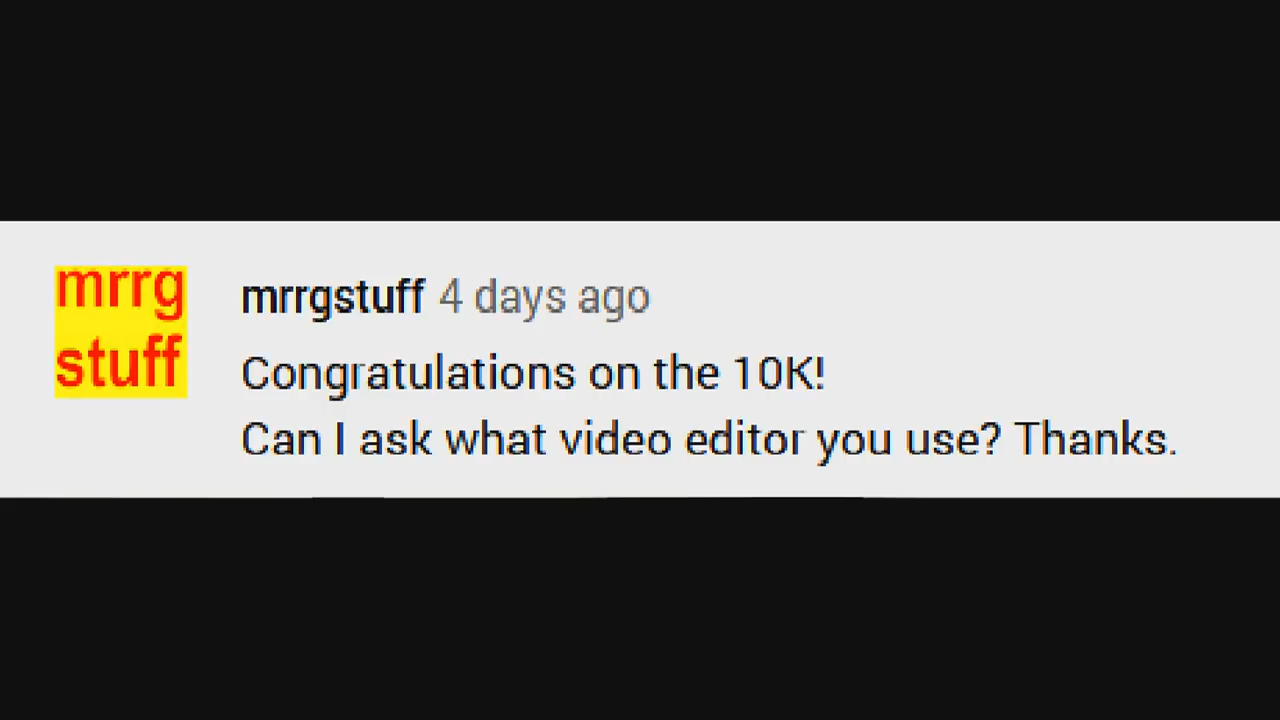 mrrg
stuff
mrrgstuff 4 days ago
Congratulations on the 10K!
Can I ask what video editor you use? Thanks.